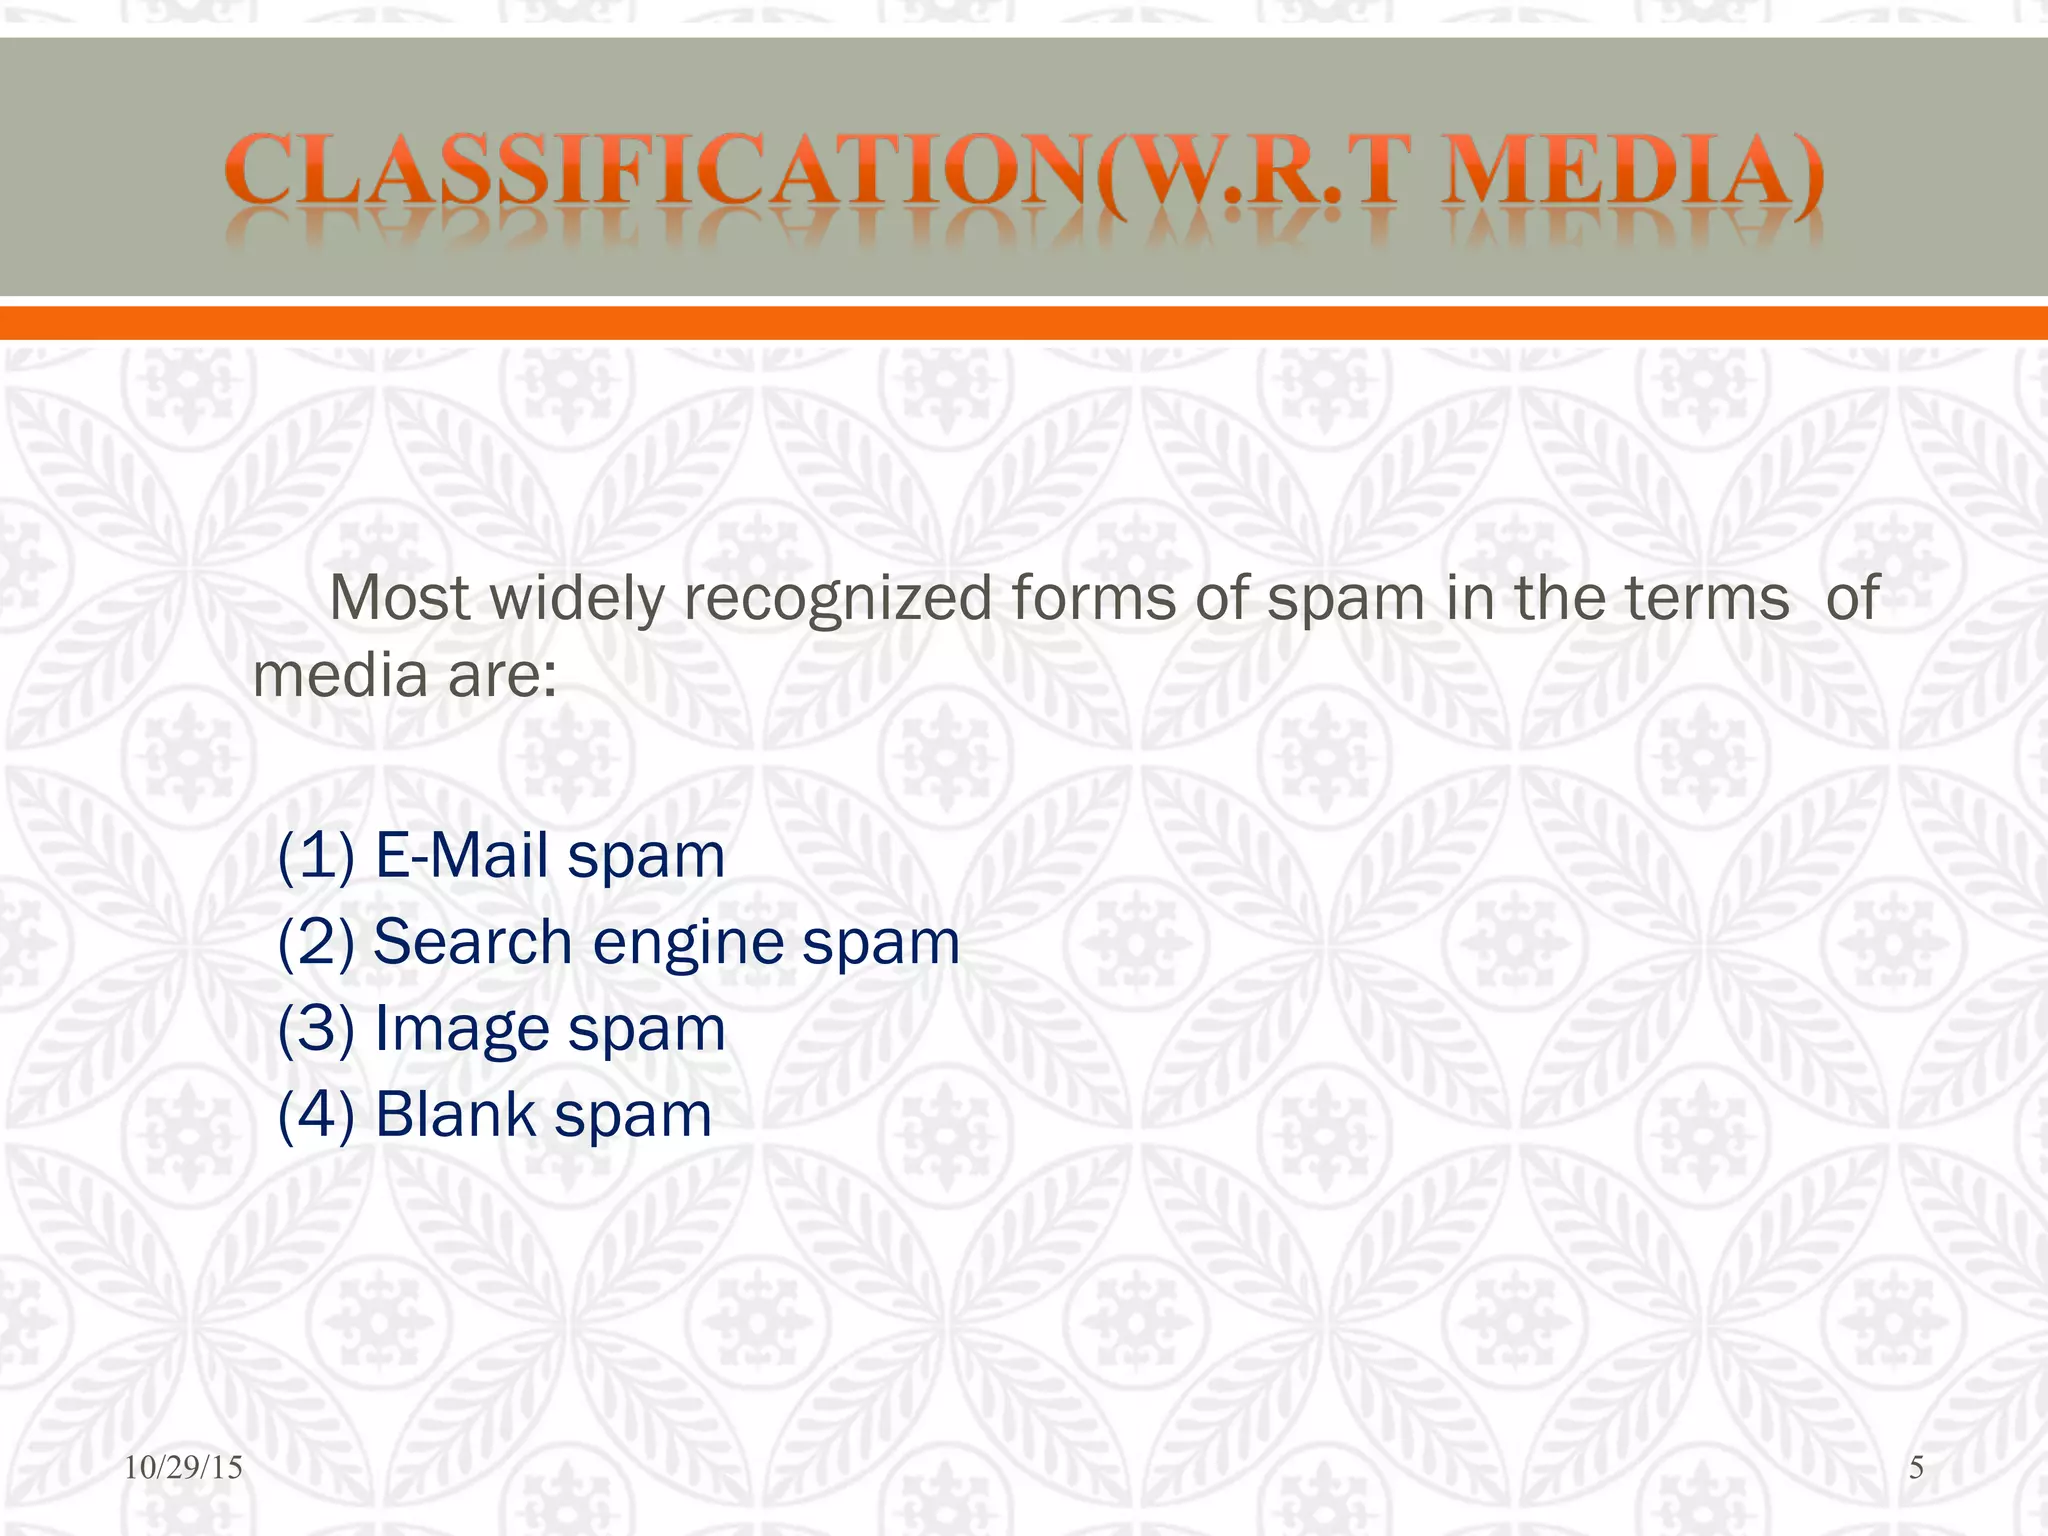 CLASSIFICATION(W.R.T MEDIA)
Most widely recognized forms of spam in the terms  of
media are:
(1) E-Mail spam
(2) Search engine spam
(3) Image spam
(4) Blank spam
10/29/15
5